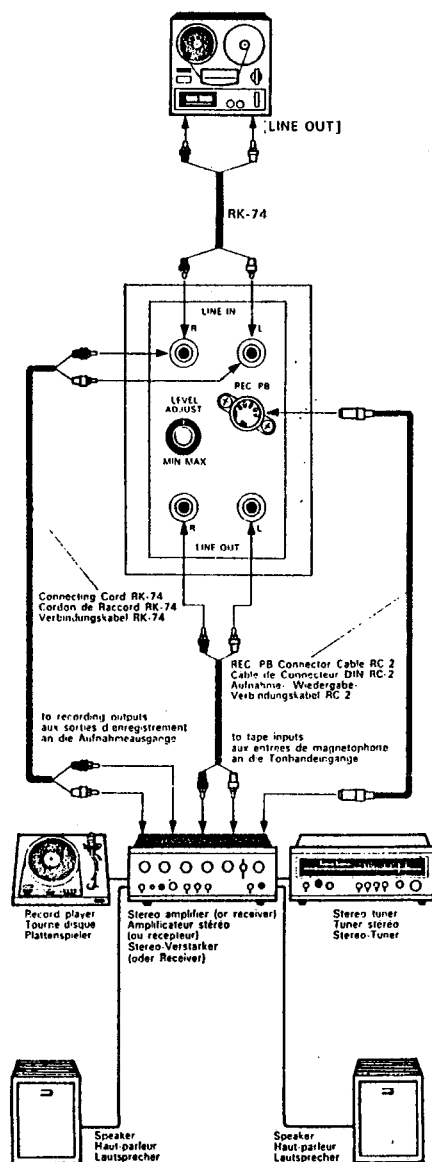 [LINE OUT]
RK-74
LINE IN
R
L
REC PB
LEVEL
ADJUST
MIN MAX
R
L
LINE OUT
Connecting Cord RK-74
Cordon de Raccord RK-74
Verbindungskabel RK-74
REC PB Connector Cable RC 2
Cable de Connecteur DIN RC-2
Aufnahme- Wiedergabe-
Verbindungskabel RC 2
to recording outputs
aux sorties d'enregistrement
an die Aufnahmeausgange
to tape inputs
aux entrees de magnetophone
an die Tonhandeingange
Record player
Tourne disque
Plattenspieler
Stereo amplifier (or receiver)
Amplificateur stéréo
(ou recepteur)
Stereo-Verstarker
(oder Receiver)
Stereo tuner
Tuner stéréo
Stereo-Tuner
Speaker
Haut-parleur
Lautsprecher
Speaker
Haut-parleur
Lautsprecher